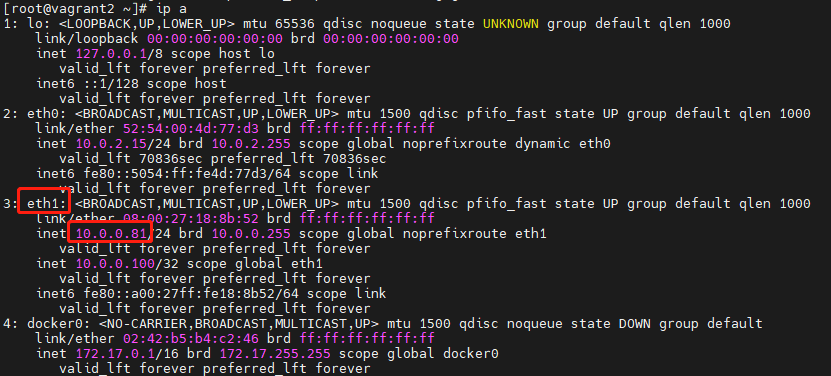 [root@vagrant2 ~]# ip a
1: lo: <LOOPBACK,UP,LOWER_UP> mtu 65536 qdisc noqueue state UNKNOWN group default qlen 1000
link/loopback 00:00:00:00:00:00 brd 00:00:00:00:00:00
inet 127.0.0.1/8 scope host lo
valid_lft forever preferred_lft forever
inet6 ::1/128 scope host
valid_lft forever preferred_lft forever
2: eth0: <BROADCAST,MULTICAST,UP,LOWER_UP> mtu 1500 qdisc pfifo_fast state UP group default qlen 1000
link/ether 52:54:00:4d:77:d3 brd ff:ff:ff:ff:ff:ff
inet 10.0.2.15/24 brd 10.0.2.255 scope global noprefixroute dynamic eth0
valid_lft 70836sec preferred_lft 70836sec
inet6 fe80::5054:ff:fe4d:77d3/64 scope link
valid_lft forever preferred_lft forever
3: eth1: <BROADCAST,MULTICAST,UP,LOWER_UP> mtu 1500 qdisc pfifo_fast state UP group default qlen 1000
link/ether 08:00:27:18:8b:52 brd ff:ff:ff:ff:ff:ff
inet 10.0.0.81/24 brd 10.0.0.255 scope global noprefixroute eth1
valid_lft forever preferred_lft forever
inet 10.0.0.100/32 scope global eth1
valid_lft forever preferred_lft forever
inet6 fe80::a00:27ff:fe18:8b52/64 scope link
valid_lft forever preferred_lft forever
4: docker0: <NO-CARRIER,BROADCAST,MULTICAST,UP> mtu 1500 qdisc noqueue state DOWN group default
link/ether 02:42:b5:b4:c2:46 brd ff:ff:ff:ff:ff:ff
inet 172.17.0.1/16 brd 172.17.255.255 scope global docker0
valid_lft forever preferred_lft forever